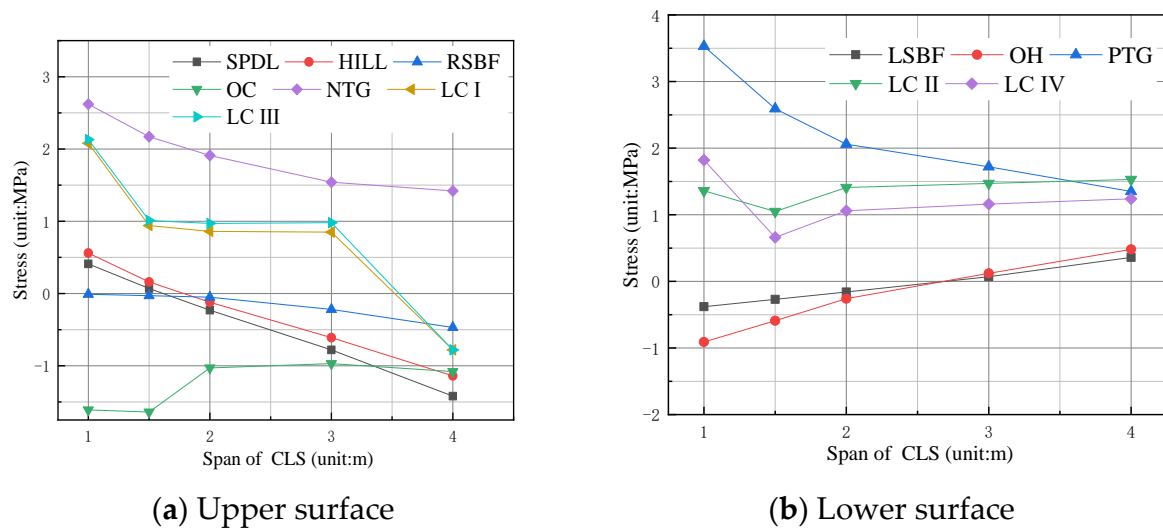 SPDL HILL RSBF
OC NTG LC I
LC III
3
2
1
0
-1
Stress (unit:MPa)
1 2 3 4
Span of CLS (unit:m)
(a) Upper surface
LSBF OH PTG
LC II LC IV
4
3
2
1
0
-1
-2
Stress (unit:MPa)
1 2 3 4
Span of CLS (unit:m)
(b) Lower surface